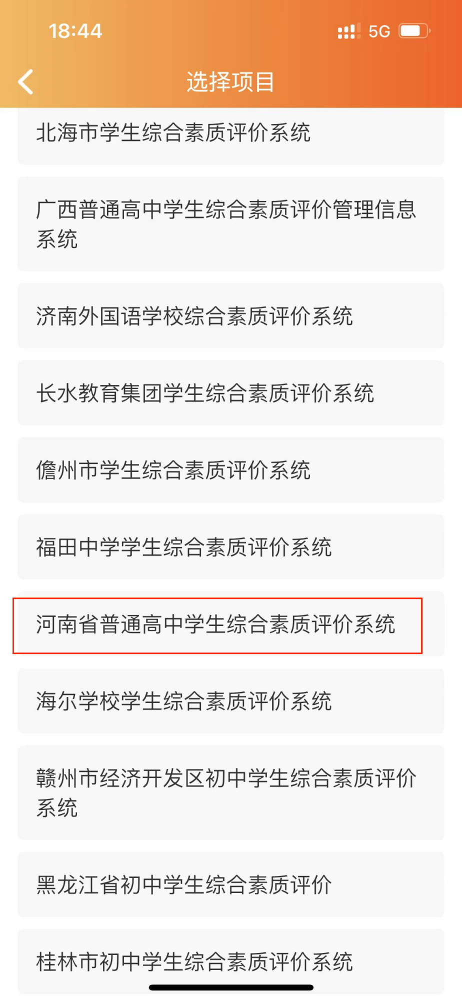 18:44
5G
选择项目
北海市学生综合素质评价系统
广西普通高中学生综合素质评价管理信息
系统
济南外国语学校综合素质评价系统
长水教育集团学生综合素质评价系统
儋州市学生综合素质评价系统
福田中学学生综合素质评价系统
河南省普通高中学生综合素质评价系统
海尔学校学生综合素质评价系统
赣州市经济开发区初中学生综合素质评价
系统
黑龙江省初中学生综合素质评价
桂林市初中学生综合素质评价系统